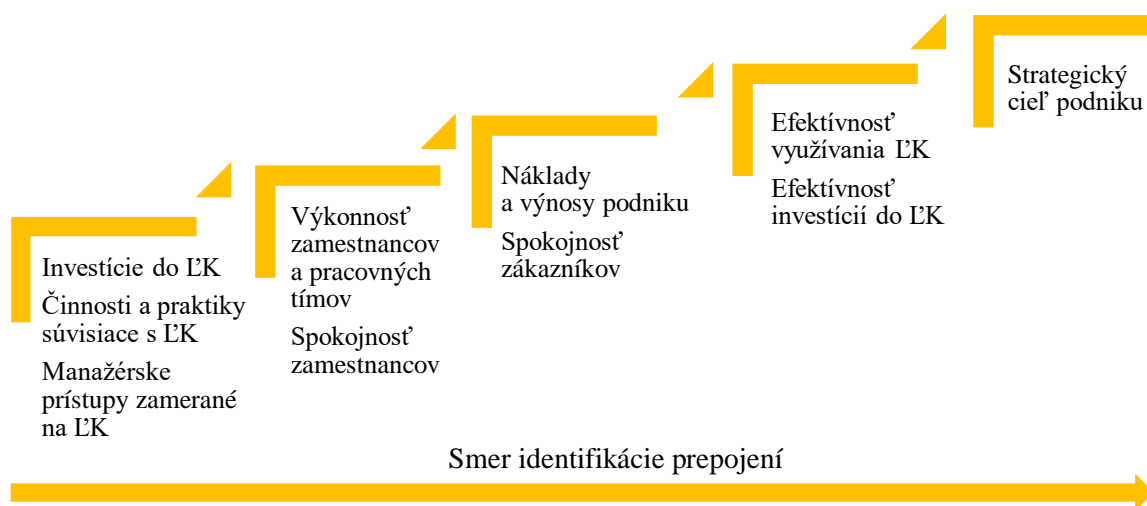 Investície do ĽK
Činnosti a praktiky
súvisiace s ĽK
Manažérske
prístupy zamerané
na ĽK
Výkonnosť
zamestnancov
a pracovných
tímov
Spokojnosť
zamestnancov
Náklady
a výnosy podniku
Spokojnosť
zákazníkov
Efektívnosť
využívania ĽK
Efektívnosť
investícií do ĽK
Strategický
cieľ podniku
Smer identifikácie prepojení